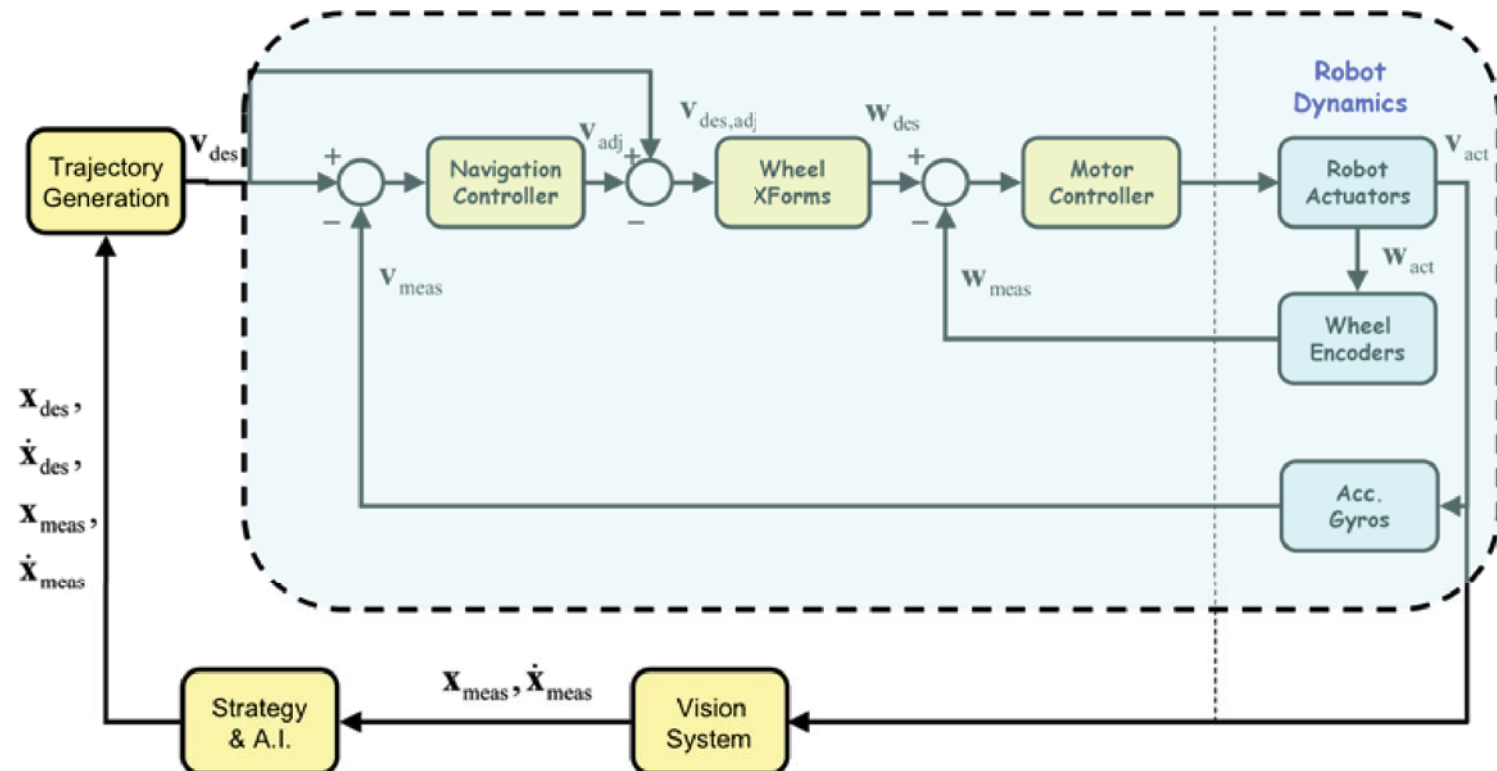 Robot
Dynamics
Trajectory
Generation
v_des
+
−
Navigation
Controller
v_adj
+
−
v_des,adj
Wheel
XForms
w_des
+
−
Motor
Controller
Robot
Actuators
v_act
w_act
v_meas
w_meas
Wheel
Encoders
x_des,
ẋ_des,
x_meas,
ẋ_meas
Acc.
Gyros
Strategy
& A.I.
x_meas, ẋ_meas
Vision
System